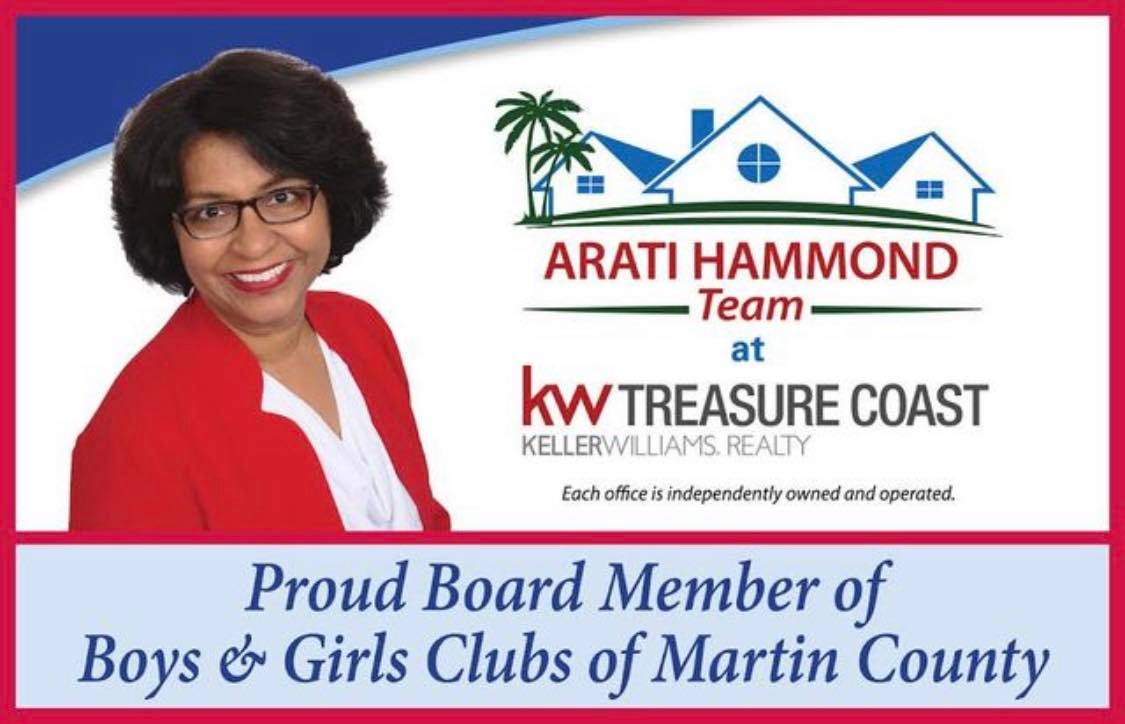 ARATI HAMMOND
Team
at
kw TREASURE COAST
KELLERWILLIAMS. REALTY
Each office is independently owned and operated.
Proud Board Member of
Boys & Girls Clubs of Martin County